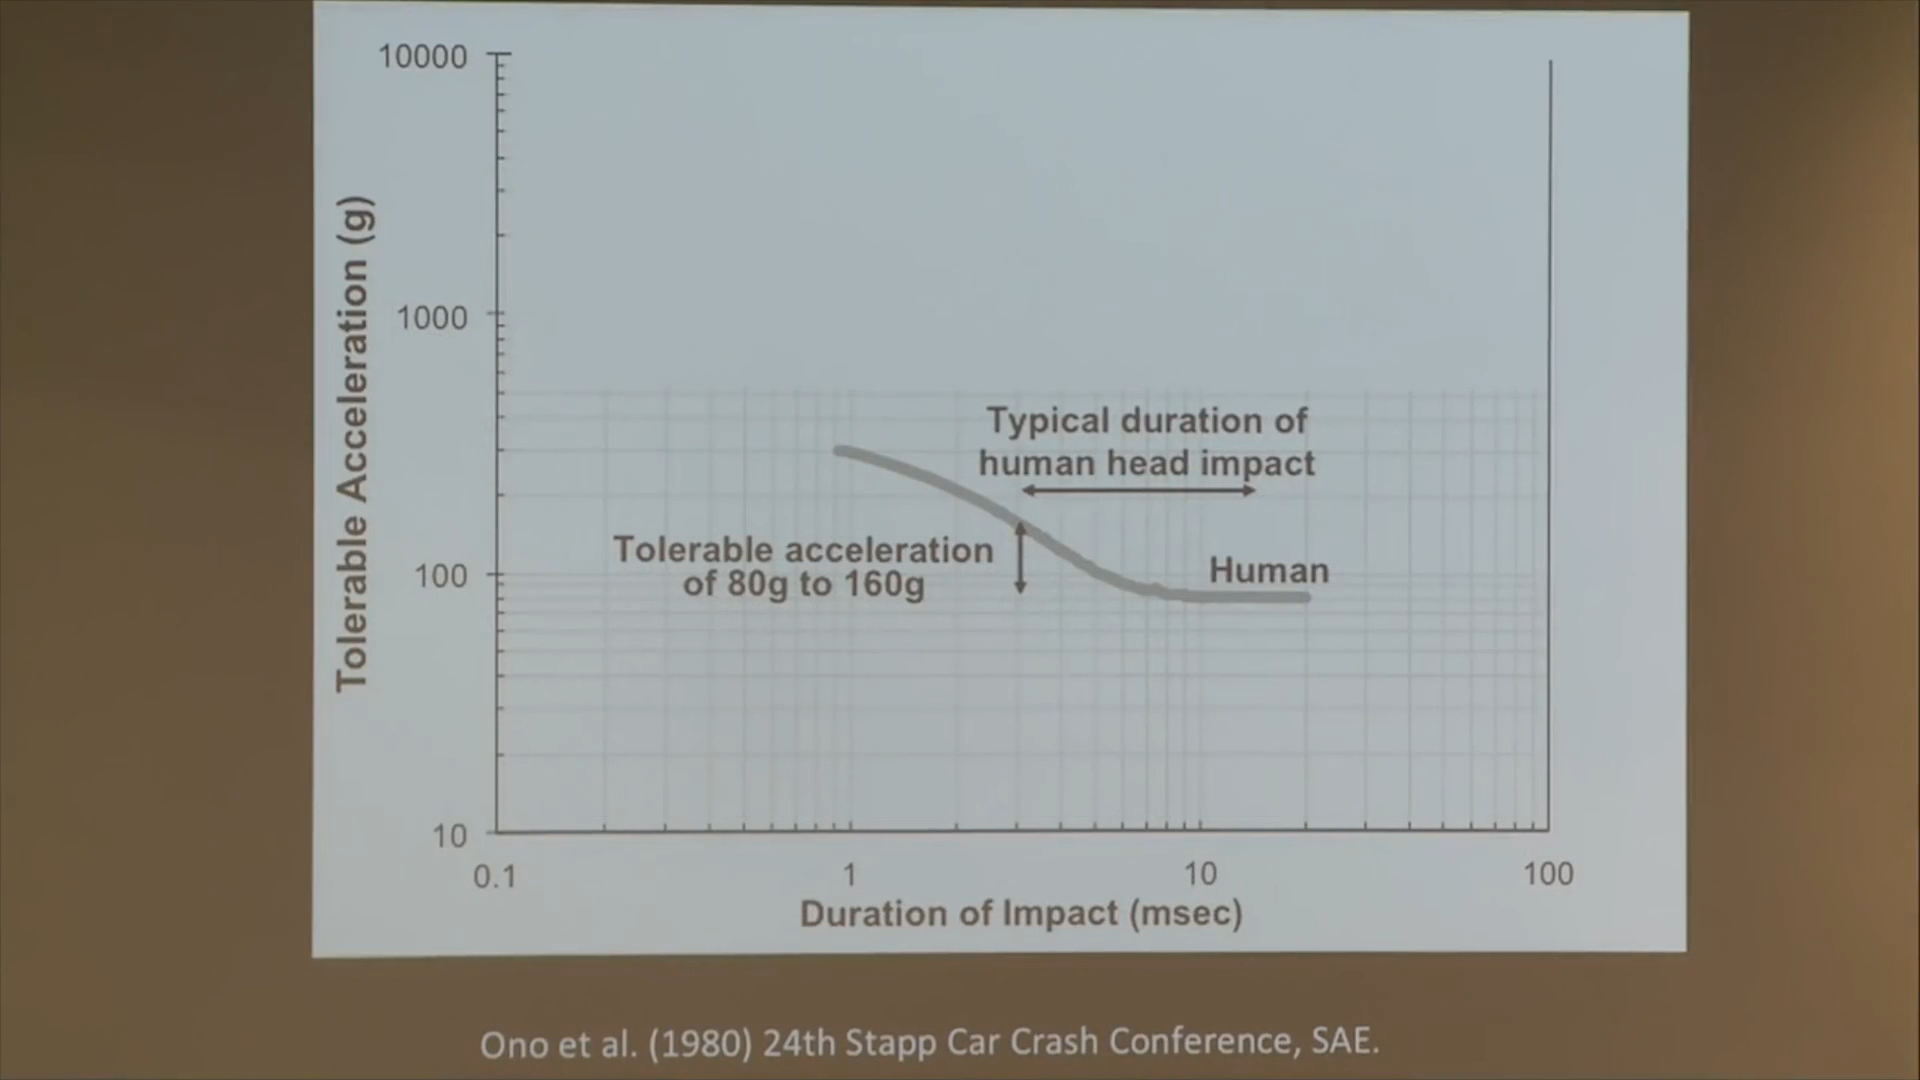 10000
1000
100
10
Tolerable Acceleration (g)
Typical duration of
human head impact
Tolerable acceleration
of 80g to 160g
Human
0.1
1
10
100
Duration of Impact (msec)
Ono et al. (1980) 24th Stapp Car Crash Conference, SAE.